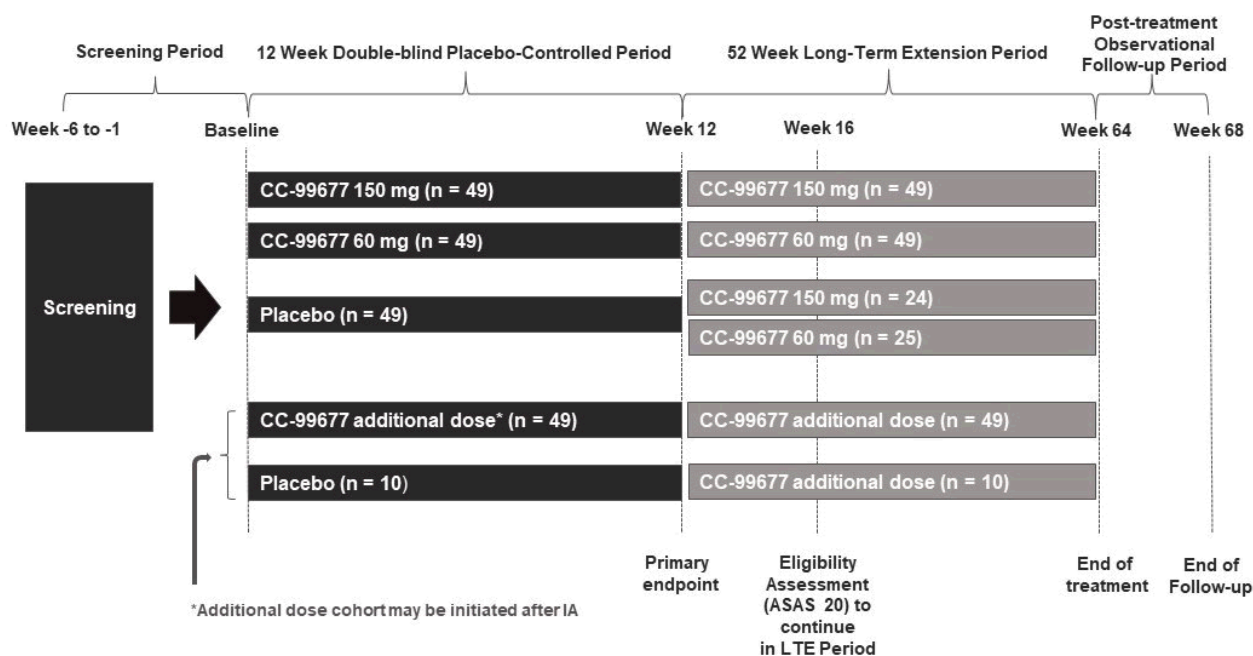 Screening Period
12 Week Double-blind Placebo-Controlled Period
52 Week Long-Term Extension Period
Post-treatment
Observational
Follow-up Period
Week -6 to -1
Baseline
Week 12
Week 16
Week 64
Week 68
Screening
CC-99677 150 mg (n = 49)
CC-99677 150 mg (n = 49)
CC-99677 60 mg (n = 49)
CC-99677 60 mg (n = 49)
Placebo (n = 49)
CC-99677 150 mg (n = 24)
CC-99677 60 mg (n = 25)
CC-99677 additional dose* (n = 49)
CC-99677 additional dose (n = 49)
Placebo (n = 10)
CC-99677 additional dose (n = 10)
Primary
endpoint
Eligibility
Assessment
(ASAS 20) to
continue
in LTE Period
End of
treatment
End of
Follow-up
*Additional dose cohort may be initiated after IA